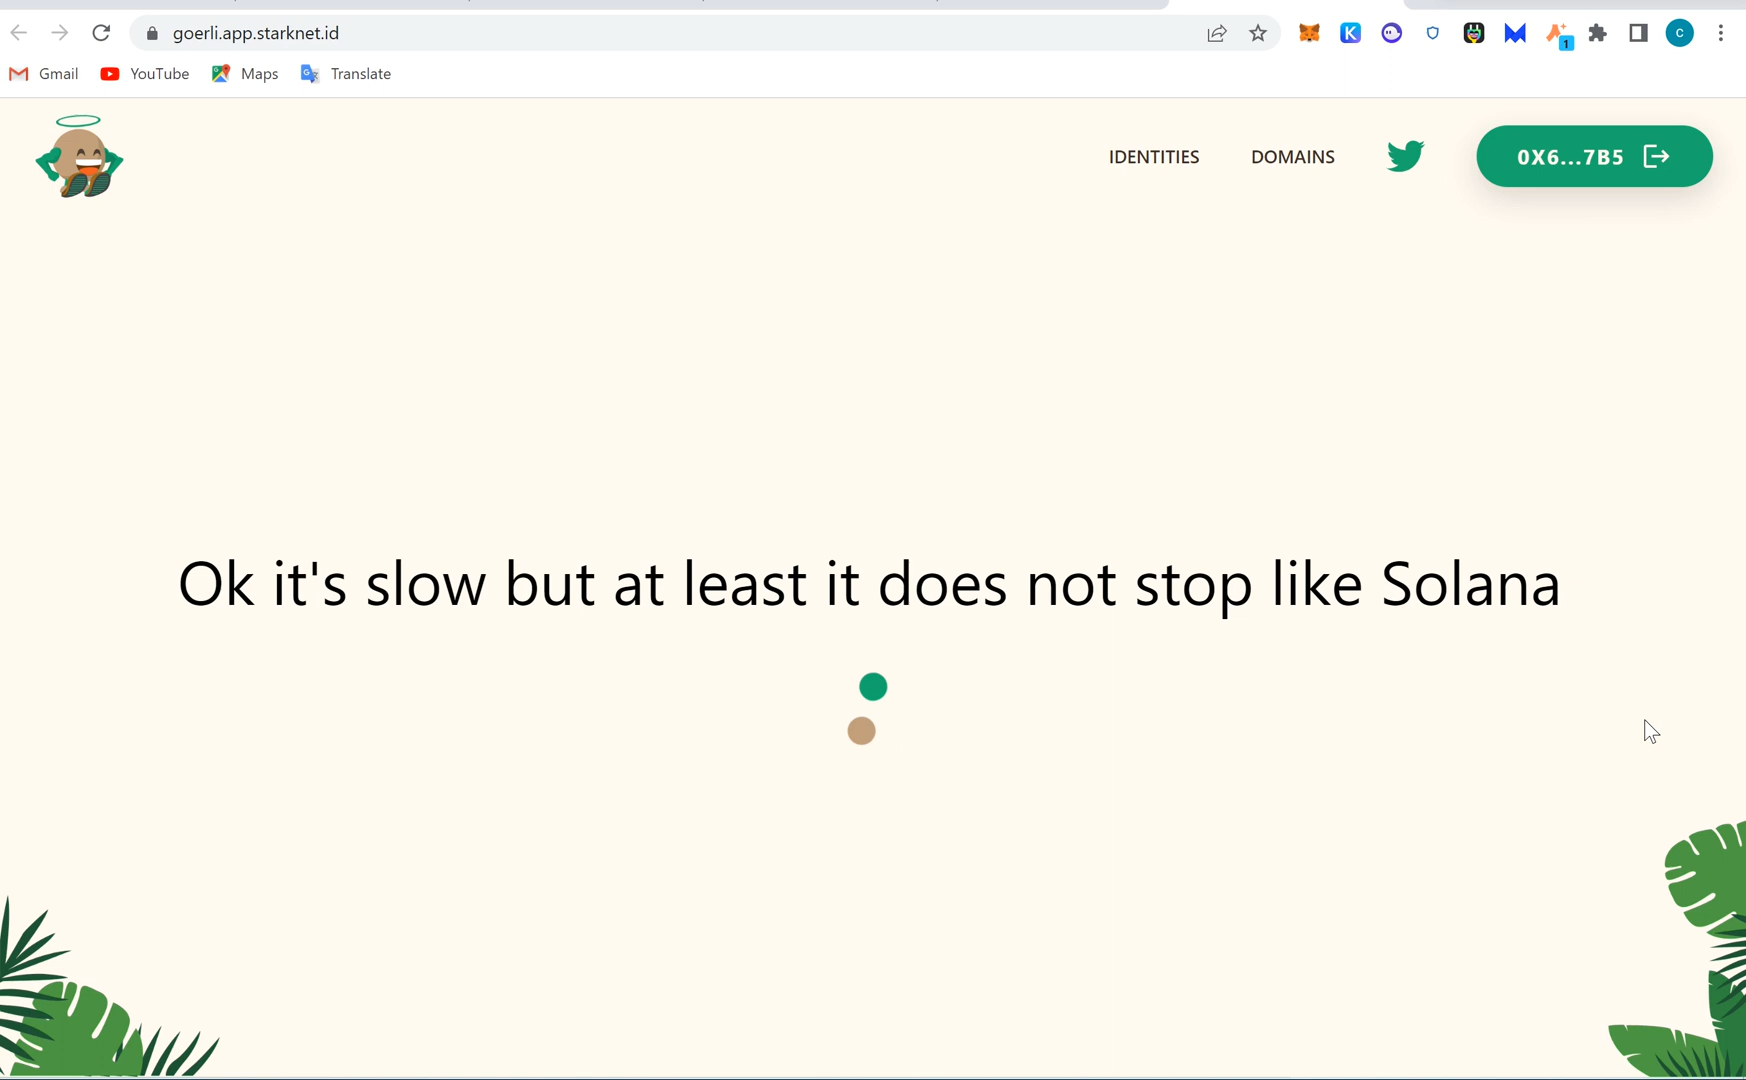 goerli.app.starknet.id
K
1
C
Gmail
YouTube
Maps
Translate
IDENTITIES
DOMAINS
0X6...7B5
Ok it's slow but at least it does not stop like Solana